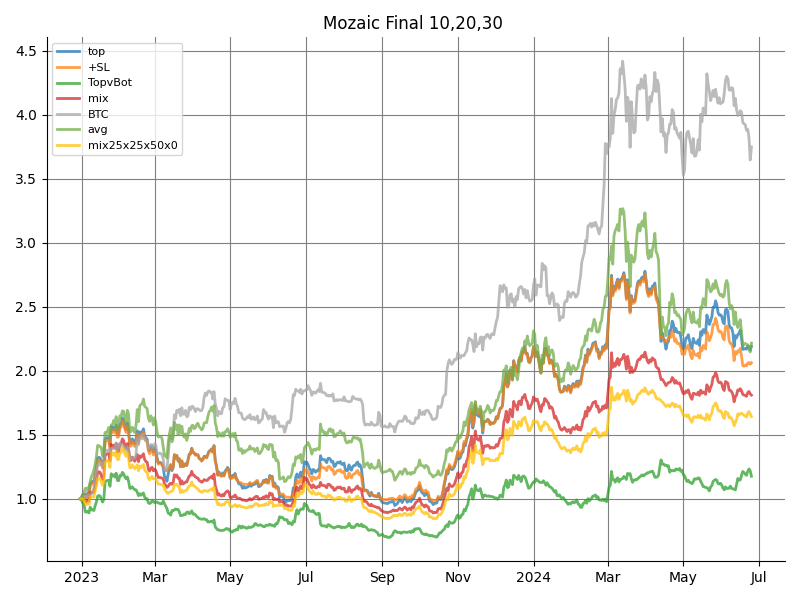 Mozaic Final 10,20,30
top
+SL
TopvBot
mix
BTC
avg
mix25x25x50x0
4.5
4.0
3.5
3.0
2.5
2.0
1.5
1.0
2023 Mar May Jul Sep Nov 2024 Mar May Jul